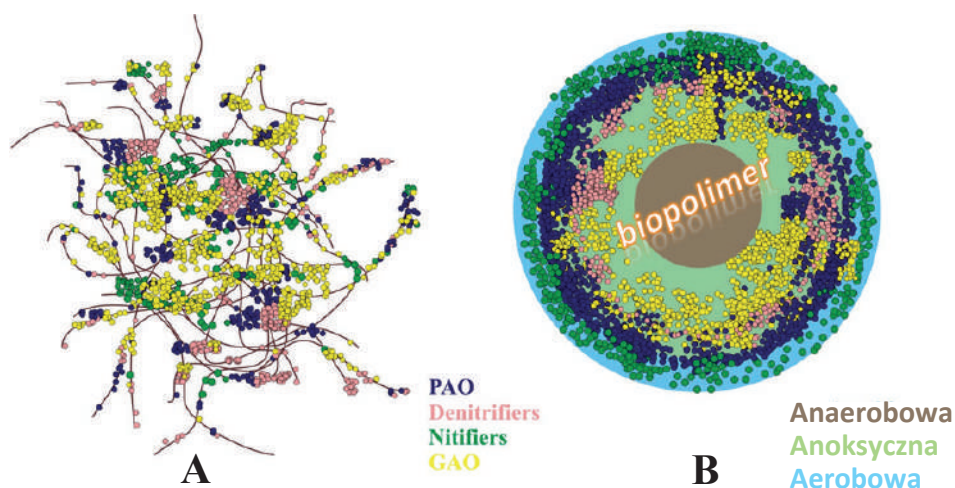 biopolimer
PAO
Denitrifiers
Nitifiers
GAO
A
B
Anaerobowa
Anoksyczna
Aerobowa